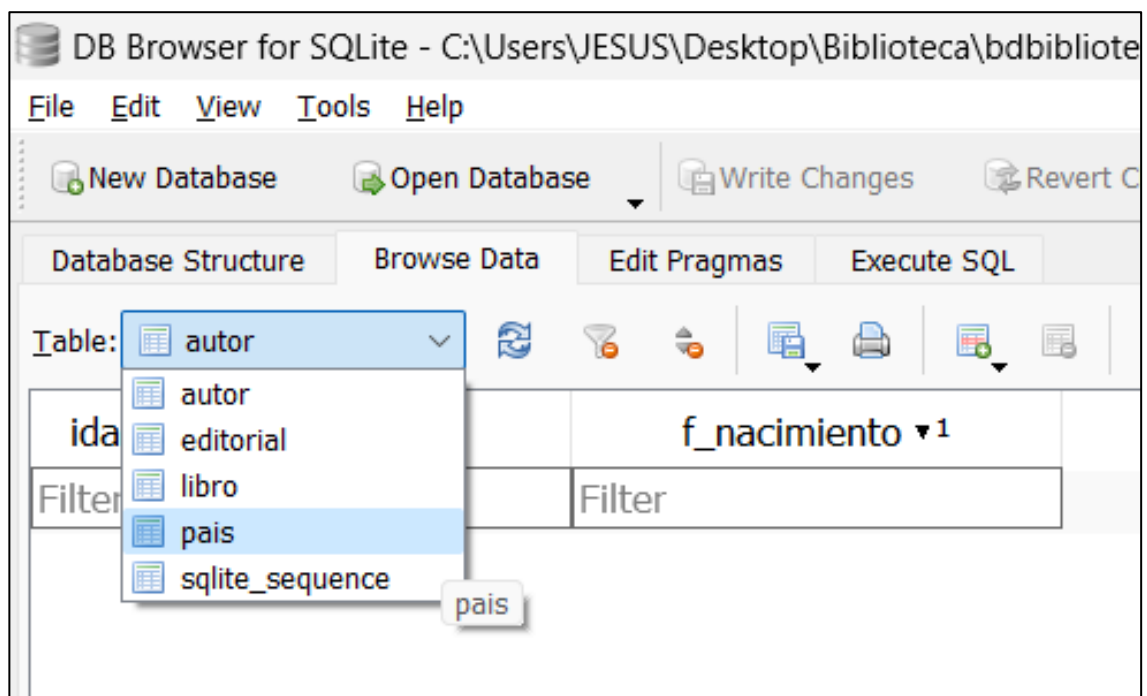 DB Browser for SQLite - C:\Users\JESUS\Desktop\Biblioteca\bdbibliote
File Edit View Tools Help
New Database Open Database Write Changes Revert C
Database Structure Browse Data Edit Pragmas Execute SQL
Table: autor
autor
ida f_nacimiento 1
editorial
Filter libro Filter
pais
sqlite_sequence
pais